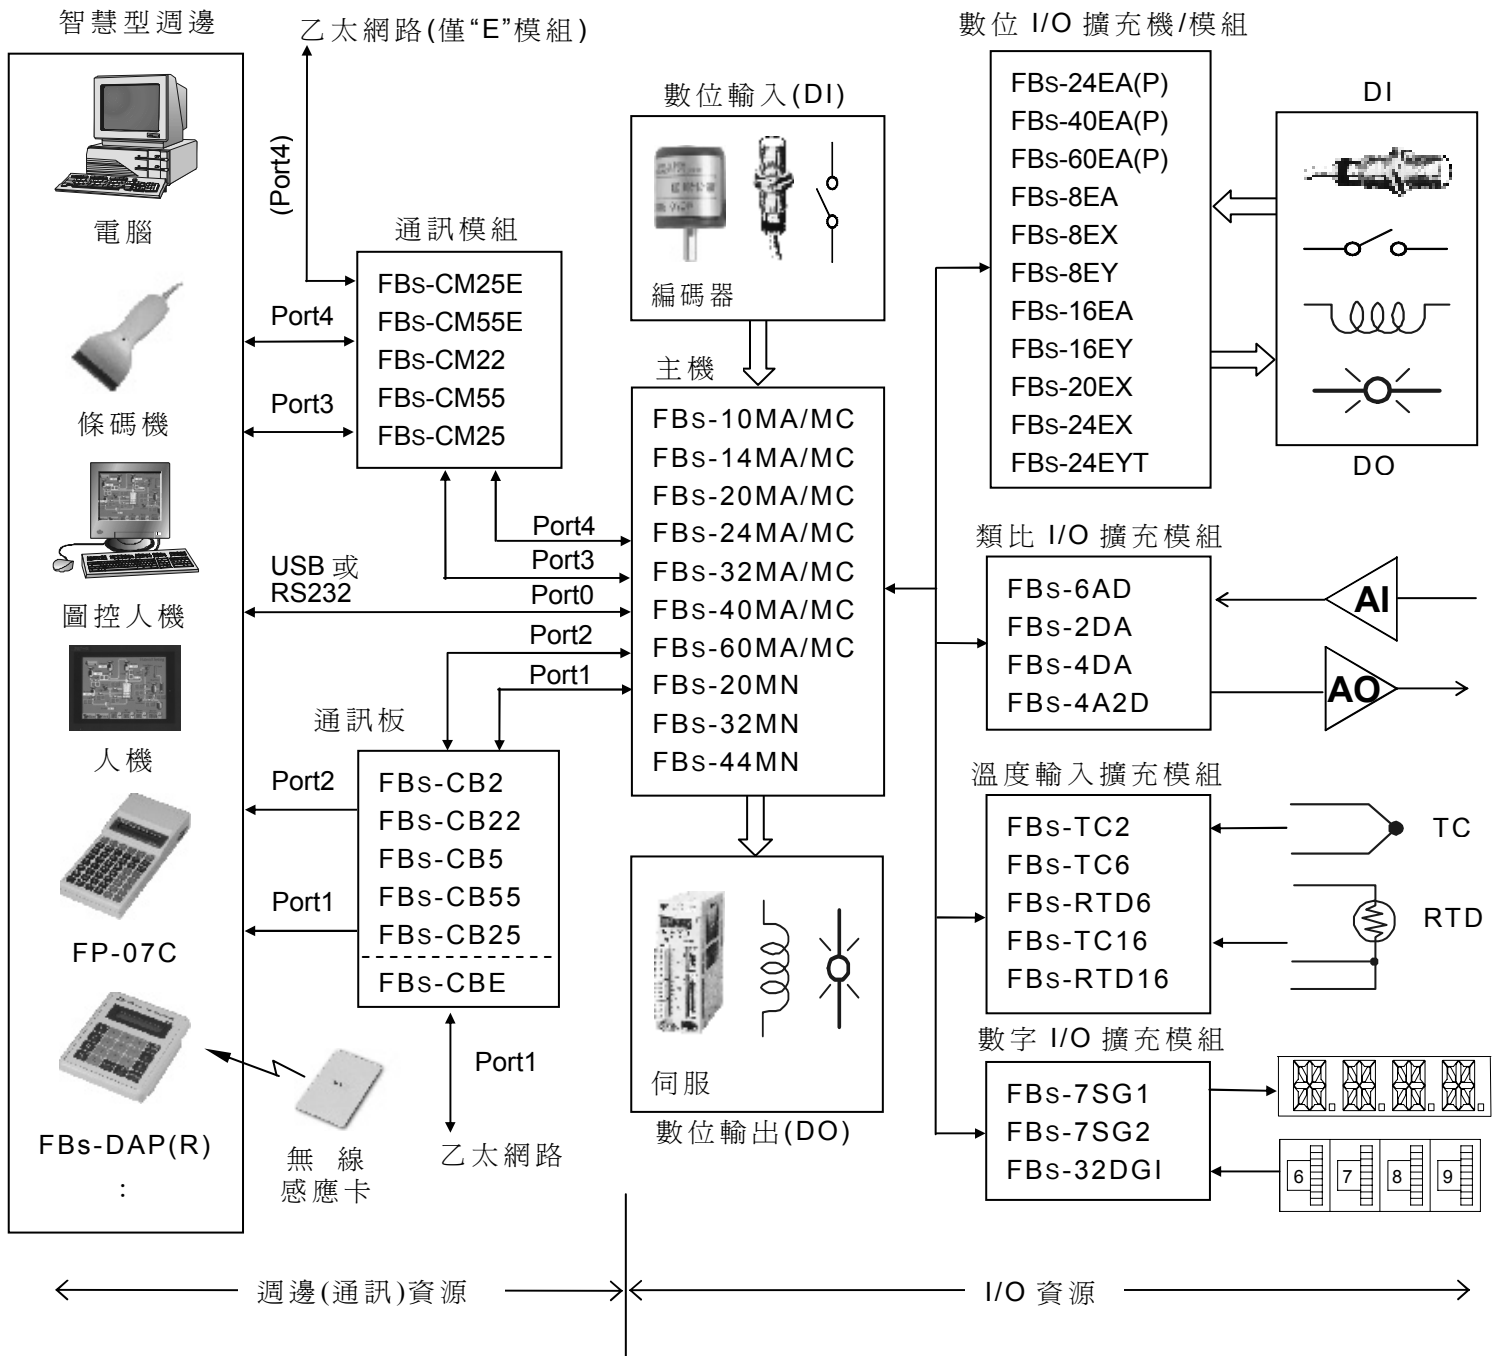 智慧型週邊
電腦
條碼機
圖控人機
人機
FP-07C
FBs-DAP(R)
:
無 線
感應卡
乙太網路(僅“E”模組)
(Port4)
通訊模組
FBs-CM25E
FBs-CM55E
FBs-CM22
FBs-CM55
FBs-CM25
Port4
Port3
Port4
Port3
USB 或
RS232
Port0
Port2
Port1
通訊板
FBs-CB2
FBs-CB22
FBs-CB5
FBs-CB55
FBs-CB25
FBs-CBE
Port2
Port1
Port1
乙太網路
數位輸入(DI)
編碼器
主機
FBs-10MA/MC
FBs-14MA/MC
FBs-20MA/MC
FBs-24MA/MC
FBs-32MA/MC
FBs-40MA/MC
FBs-60MA/MC
FBs-20MN
FBs-32MN
FBs-44MN
伺服
數位輸出(DO)
數位 I/O 擴充機/模組
FBs-24EA(P)
FBs-40EA(P)
FBs-60EA(P)
FBs-8EA
FBs-8EX
FBs-8EY
FBs-16EA
FBs-16EY
FBs-20EX
FBs-24EX
FBs-24EYT
DI
DO
類比 I/O 擴充模組
FBs-6AD
FBs-2DA
FBs-4DA
FBs-4A2D
AI
AO
溫度輸入擴充模組
FBs-TC2
FBs-TC6
FBs-RTD6
FBs-TC16
FBs-RTD16
TC
RTD
數字 I/O 擴充模組
FBs-7SG1
FBs-7SG2
FBs-32DGI
6 7 8 9
週邊(通訊)資源
I/O 資源